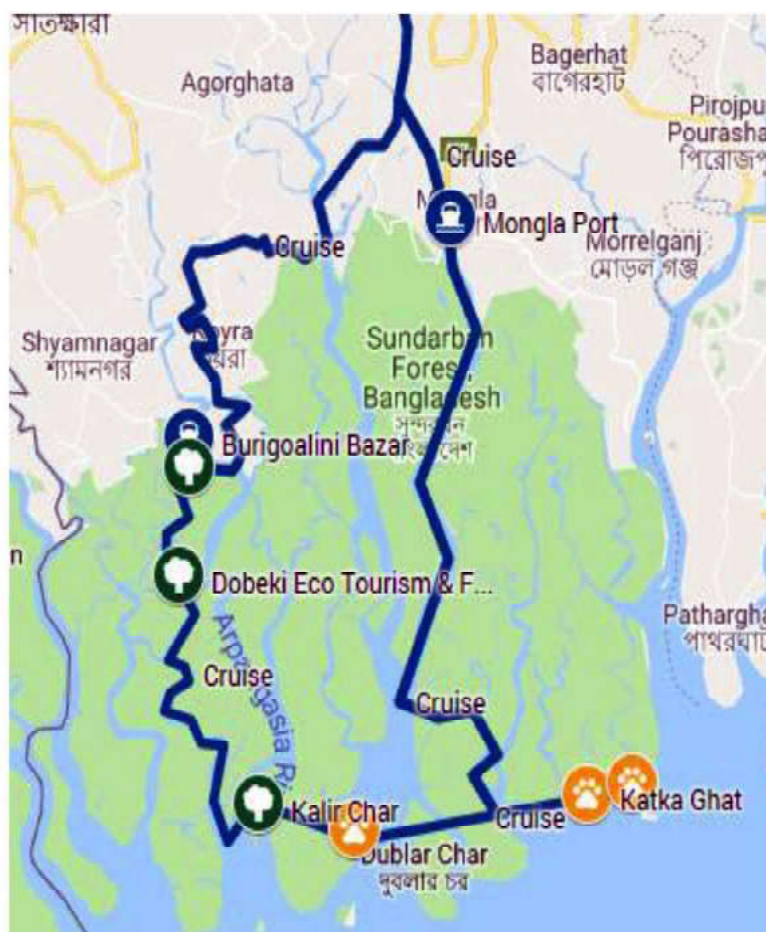 সাতক্ষীরা
Agorghata
Bagerhat
বাগেরহাট
Pirojpu
Pourasha
পিরোজপু
Cruise
Mongla Port
Cruise
Morrelganj
মোড়ল গঞ্জ
Shyamnagar
শ্যামনগর
Sundarban
Forest,
Bangladesh
Burigoalini Bazar
n
Dobeki Eco Tourism & F...
Pathargha
পাথরঘাট
Cruise
Cruise
Kalir Char
Cruise
Katka Ghat
Dublar Char
দুবলার চর